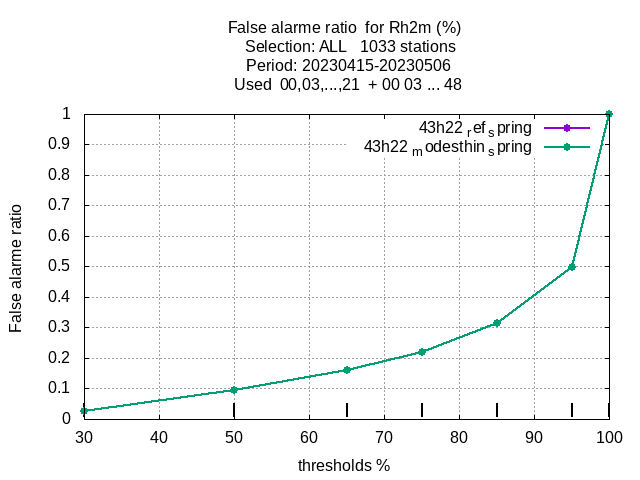 False alarme ratio  for Rh2m (%)
Selection: ALL   1033 stations
Period: 20230415-20230506
Used  00,03,...,21  + 00 03 ... 48
43h22 ref spring
43h22 modesthin spring
1
0.9
0.8
0.7
0.6
0.5
0.4
0.3
0.2
0.1
0
False alarme ratio
30 40 50 60 70 80 90 100
thresholds %